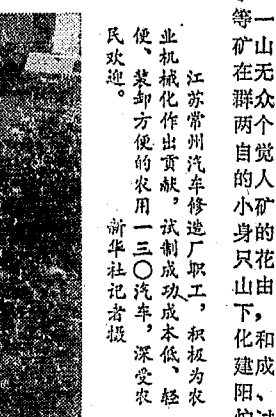 江苏常州汽车修造厂职工，积极为农
业机械化作出贡献，试制成功成本低、轻
便、装卸方便的农用一三〇汽车，深受农
民欢迎。　新华社记者摄
等一
矿山
在无
群众
两个
自觉
的人
小矿
身的
只花
山由
下，
化和
建成
阳、